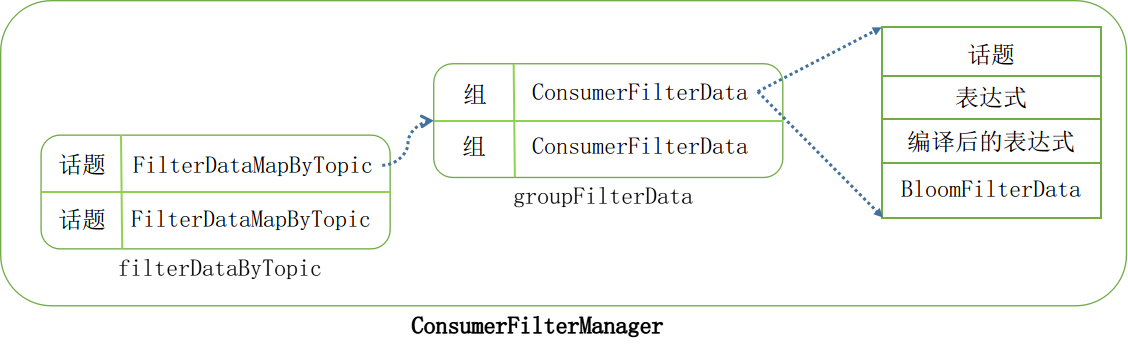 话题 FilterDataMapByTopic
话题 FilterDataMapByTopic
filterDataByTopic
组 ConsumerFilterData
组 ConsumerFilterData
groupFilterData
话题
表达式
编译后的表达式
BloomFilterData
ConsumerFilterManager